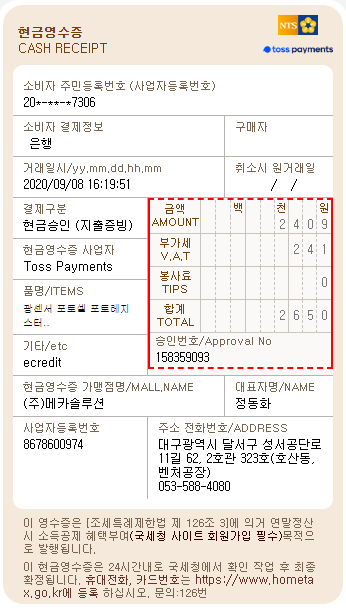 현금영수증
CASH RECEIPT
NTS
toss payments
소비자 주민등록번호 (사업자등록번호)
20*-**-*7306
소비자 결제정보
구매자
은행
거래일시/yy,mm,dd,hh,mm
취소시 원거래일
2020/09/08 16:19:51
/ /
결제구분
현금승인 (지출증빙)
금액 백 천 원
AMOUNT 2 4 0 9
부가세
V.A.T 2 4 1
봉사료
TIPS 0
합계
TOTAL 2 6 5 0
현금영수증 사업자
Toss Payments
품명/ITEMS
광센서 포토셀 포토레지
스터..
승인번호/Approval No
158359093
기타/etc
ecredit
현금영수증 가맹점명/MALL,NAME
대표자명/NAME
(주)메카솔루션
정동화
사업자등록번호
주소 전화번호/ADDRESS
8678600974
대구광역시 달서구 성서공단로
11길 62, 2호관 323호(호산동,
벤처공장)
053-588-4080
이 영수증은 [조세특례제한법 제 126조 3]에 의거 연말정산
시 소득공제 혜택부여(국세청 사이트 회원가입 필수)목적으
로 발행됩니다.
이 현금영수증은 24시간내로 국세청에서 확인 작업 후 최종
확정됩니다. 휴대전화, 카드번호는 https://www.hometa
x.go.kr에 등록 하십시오. 문의:126번